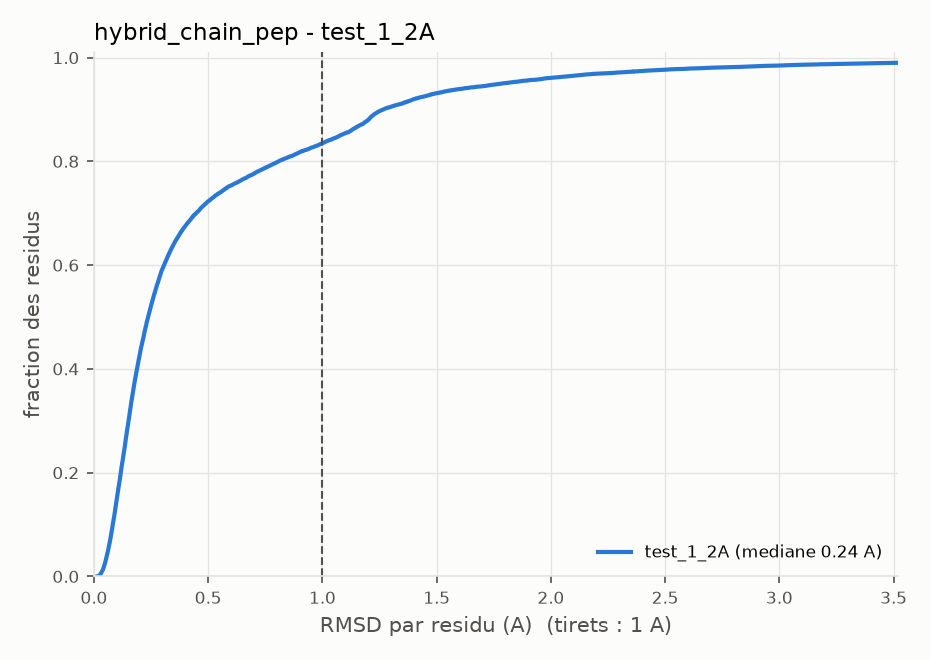 hybrid_chain_pep - test_1_2A
1.0
0.8
0.6
0.4
0.2
0.0
fraction des residus
0.0 0.5 1.0 1.5 2.0 2.5 3.0 3.5
RMSD par residu (A)  (tirets : 1 A)
test_1_2A (mediane 0.24 A)